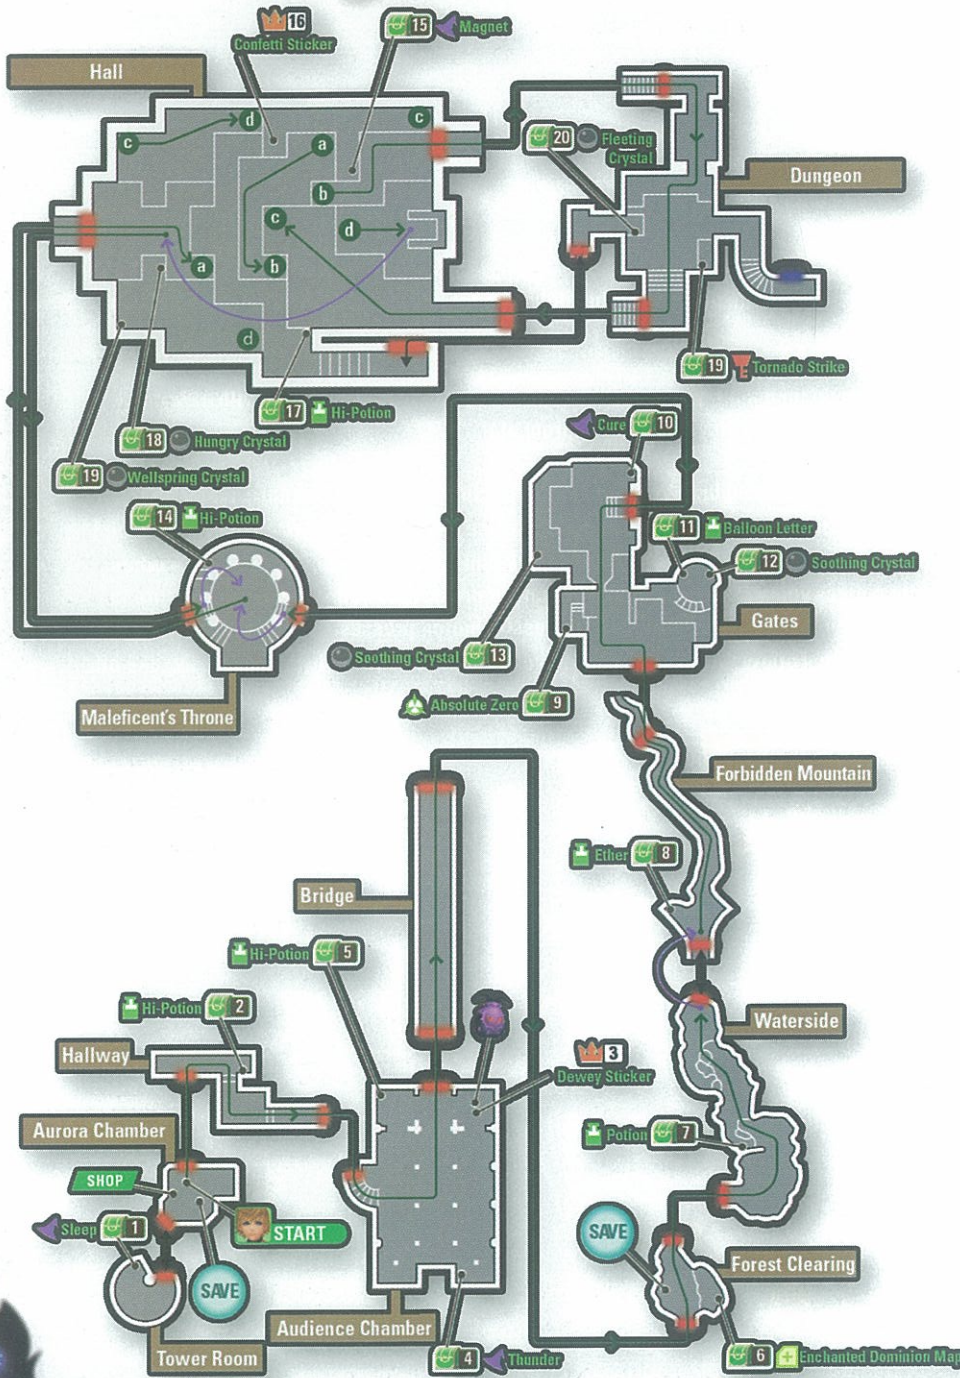 16
Confetti Sticker
15 Magnet
Hall
c
d
a
c
b
c
d
a
b
d
20 Fleeting
Crystal
Dungeon
19 Tornado Strike
17 Hi-Potion
18 Hungry Crystal
19 Wellspring Crystal
14 Hi-Potion
Maleficent's Throne
Cure 10
11 Balloon Letter
12 Soothing Crystal
Gates
Soothing Crystal 13
Absolute Zero 9
Forbidden Mountain
Ether 8
Bridge
Hi-Potion 5
Hi-Potion 2
Waterside
Hallway
3
Dewey Sticker
Aurora Chamber
Potion 7
SHOP
Sleep 1
START
SAVE
SAVE
Forest Clearing
Audience Chamber
Tower Room
4 Thunder
6 Enchanted Dominion Map